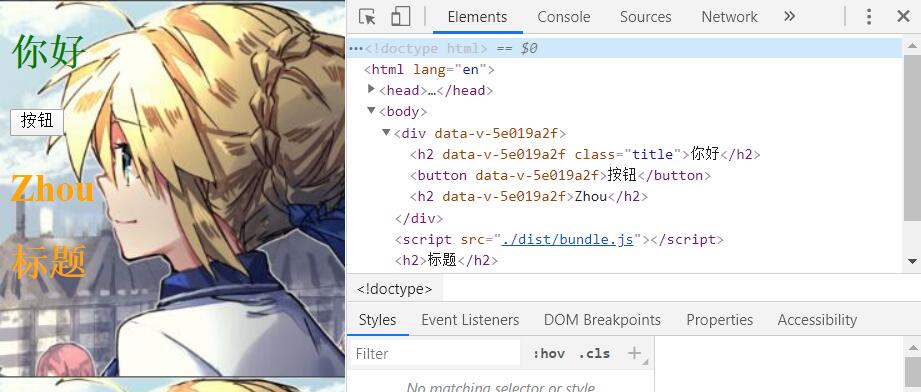 你好
按钮
Zhou
标题
Elements Console Sources Network
<!doctype html> == $0
<html lang="en">
<head>…</head>
<body>
<div data-v-5e019a2f>
<h2 data-v-5e019a2f class="title">你好</h2>
<button data-v-5e019a2f>按钮</button>
<h2 data-v-5e019a2f>Zhou</h2>
</div>
<script src="./dist/bundle.js"></script>
<h2>标题</h2>
<!doctype>
Styles Event Listeners DOM Breakpoints Properties Accessibility
Filter :hov .cls
No matching selector or style